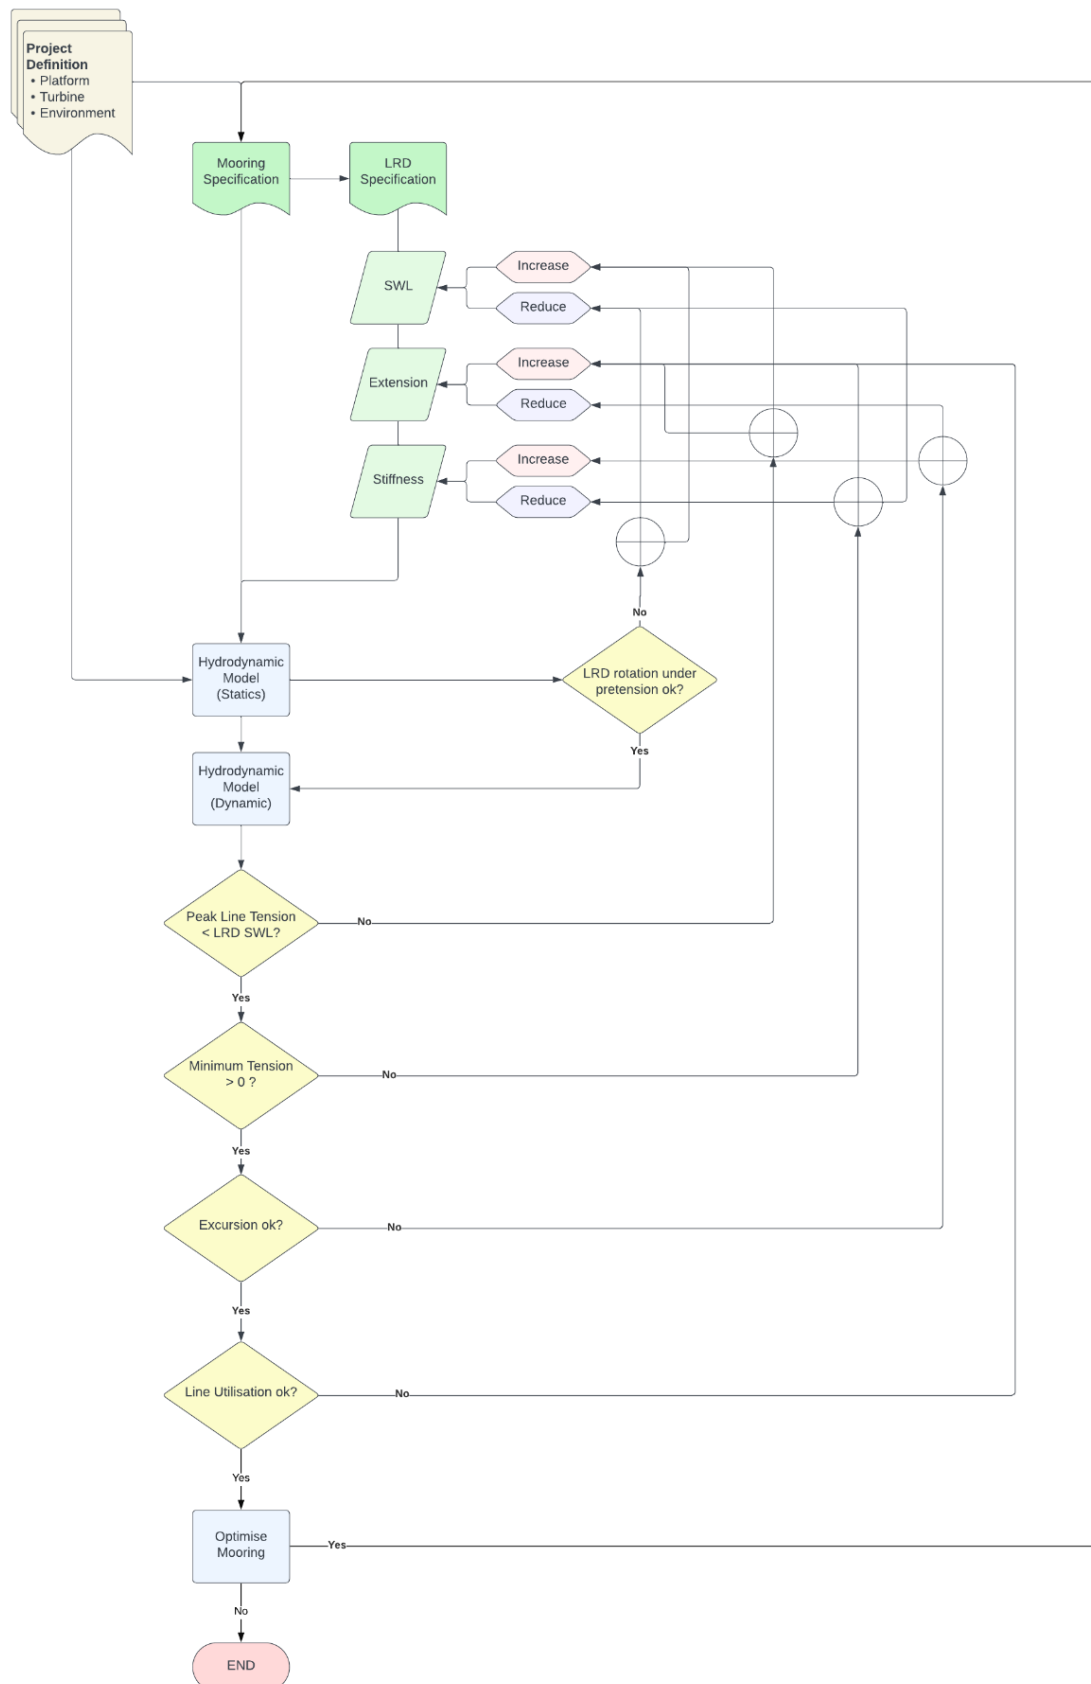 Project
Definition
• Platform
• Turbine
• Environment
Mooring
Specification
LRD
Specification
SWL
Increase
Reduce
Extension
Increase
Reduce
Stiffness
Increase
Reduce
No
Hydrodynamic
Model
(Statics)
LRD rotation under
pretension ok?
Yes
Hydrodynamic
Model
(Dynamic)
Peak Line Tension
< LRD SWL?
No
Yes
Minimum Tension
> 0 ?
No
Yes
Excursion ok?
No
Yes
Line Utilisation ok?
No
Yes
Optimise
Mooring
Yes
No
END